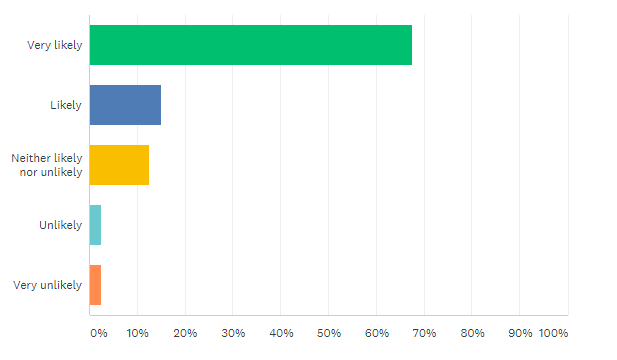 Very likely
Likely
Neither likely
nor unlikely
Unlikely
Very unlikely
0% 10% 20% 30% 40% 50% 60% 70% 80% 90% 100%